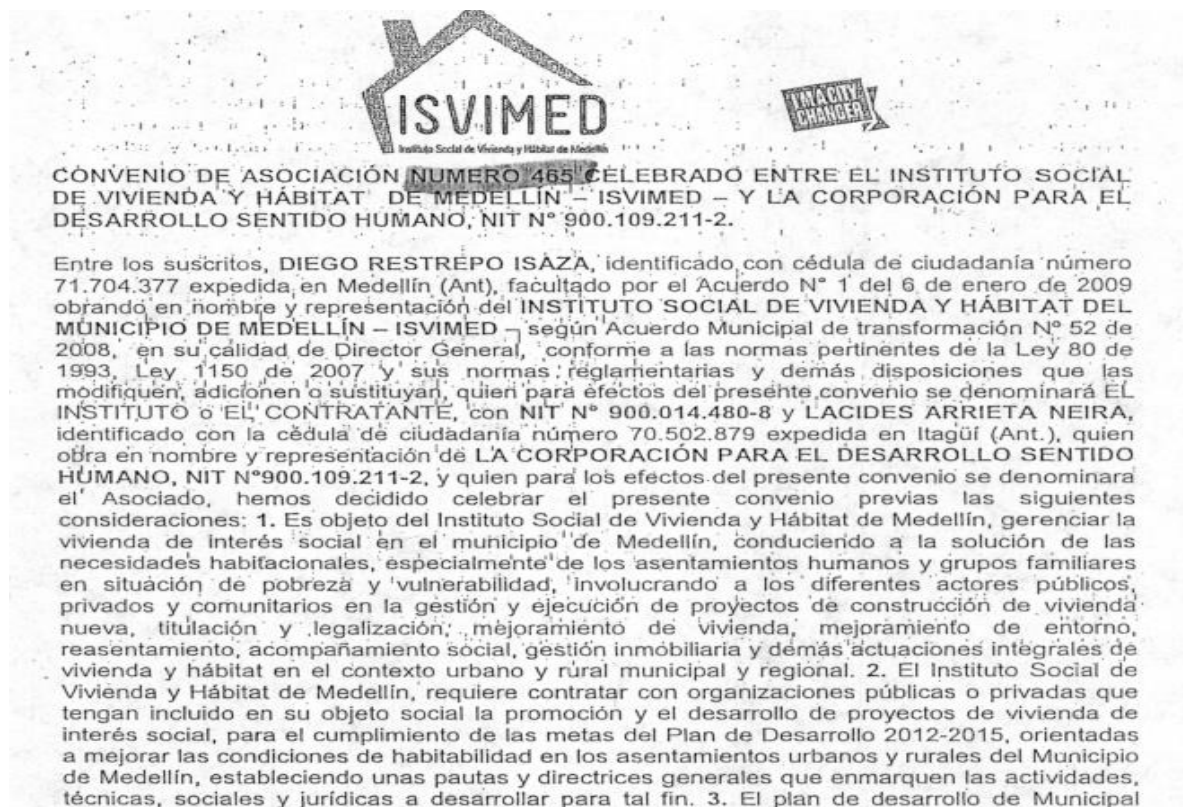 ISVIMED
Instituto Social de Vivienda y Hábitat de Medellín
I'M A CITY
CHANGER
CONVENIO DE ASOCIACIÓN NUMERO 465 CELEBRADO ENTRE EL INSTITUTO SOCIAL
DE VIVIENDA Y HÁBITAT DE MEDELLÍN – ISVIMED – Y LA CORPORACIÓN PARA EL
DESARROLLO SENTIDO HUMANO, NIT N° 900.109.211-2.
Entre los suscritos, DIEGO RESTREPO ISAZA, identificado con cédula de ciudadanía número
71.704.377 expedida en Medellín (Ant), facultado por el Acuerdo N° 1 del 6 de enero de 2009
obrando en nombre y representación del INSTITUTO SOCIAL DE VIVIENDA Y HÁBITAT DEL
MUNICIPIO DE MEDELLÍN – ISVIMED – según Acuerdo Municipal de transformación N° 52 de
2008, en su calidad de Director General, conforme a las normas pertinentes de la Ley 80 de
1993, Ley 1150 de 2007 y sus normas reglamentarias y demás disposiciones que las
modifiquen, adicionen o sustituyan, quien para efectos del presente convenio se denominará EL
INSTITUTO o EL CONTRATANTE, con NIT N° 900.014.480-8 y LACIDES ARRIETA NEIRA,
identificado con la cédula de ciudadanía número 70.502.879 expedida en Itagüí (Ant.), quien
obra en nombre y representación de LA CORPORACIÓN PARA EL DESARROLLO SENTIDO
HUMANO, NIT N°900.109.211-2, y quien para los efectos del presente convenio se denominara
el Asociado, hemos decidido celebrar el presente convenio previas las siguientes
consideraciones: 1. Es objeto del Instituto Social de Vivienda y Hábitat de Medellín, gerenciar la
vivienda de interés social en el municipio de Medellín, conduciendo a la solución de las
necesidades habitacionales, especialmente de los asentamientos humanos y grupos familiares
en situación de pobreza y vulnerabilidad, involucrando a los diferentes actores públicos,
privados y comunitarios en la gestión y ejecución de proyectos de construcción de vivienda
nueva, titulación y legalización, mejoramiento de vivienda, mejoramiento de entorno,
reasentamiento, acompañamiento social, gestión inmobiliaria y demás actuaciones integrales de
vivienda y hábitat en el contexto urbano y rural municipal y regional. 2. El Instituto Social de
Vivienda y Hábitat de Medellín, requiere contratar con organizaciones públicas o privadas que
tengan incluido en su objeto social la promoción y el desarrollo de proyectos de vivienda de
interés social, para el cumplimiento de las metas del Plan de Desarrollo 2012-2015, orientadas
a mejorar las condiciones de habitabilidad en los asentamientos urbanos y rurales del Municipio
de Medellín, estableciendo unas pautas y directrices generales que enmarquen las actividades,
técnicas, sociales y jurídicas a desarrollar para tal fin. 3. El plan de desarrollo de Municipal